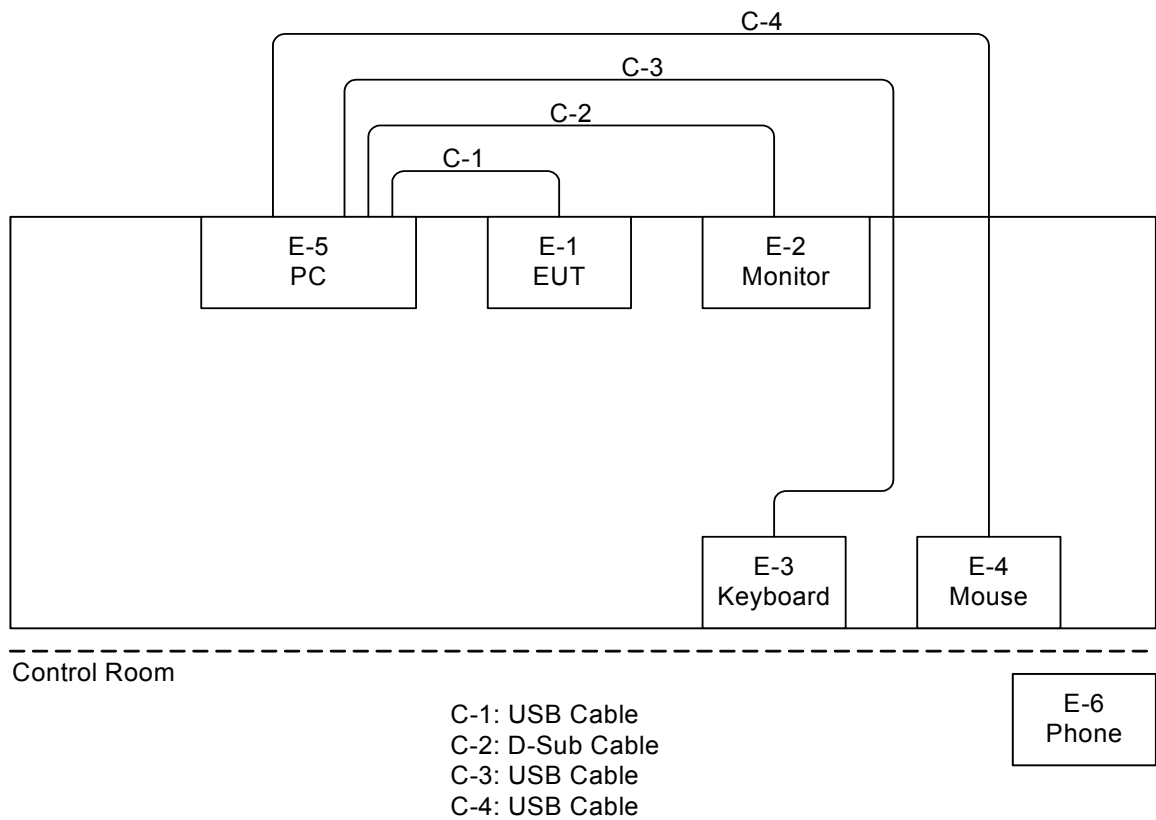 C-4
C-3
C-2
C-1
E-5
PC
E-1
EUT
E-2
Monitor
E-3
Keyboard
E-4
Mouse
Control Room
E-6
Phone
C-1: USB Cable
C-2: D-Sub Cable
C-3: USB Cable
C-4: USB Cable